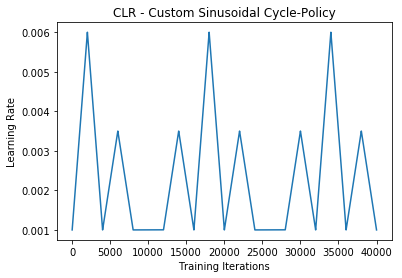 CLR - Custom Sinusoidal Cycle-Policy
0.006
0.005
0.004
0.003
0.002
0.001
Learning Rate
0 5000 10000 15000 20000 25000 30000 35000 40000
Training Iterations